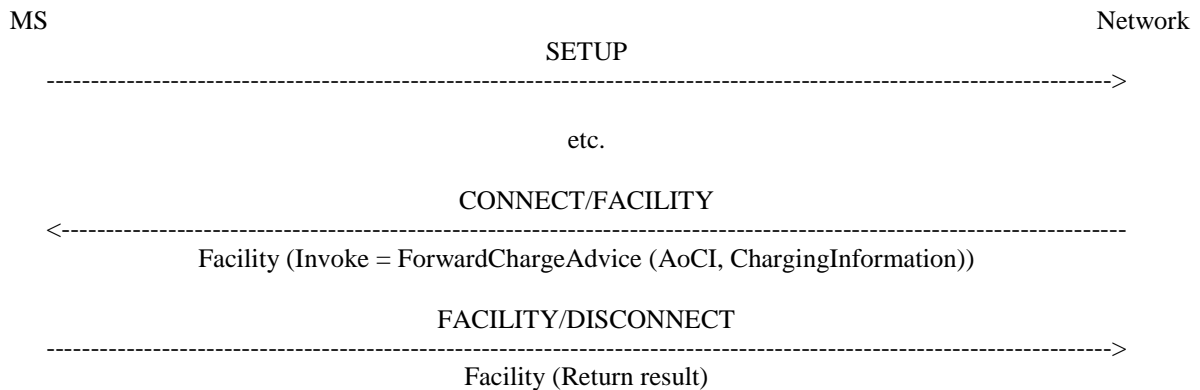 MS Network
SETUP
------------------------------------------------------------------------------------------------------------------------>
etc.
CONNECT/FACILITY
<------------------------------------------------------------------------------------------------------------------------
Facility (Invoke = ForwardChargeAdvice (AoCI, ChargingInformation))
FACILITY/DISCONNECT
------------------------------------------------------------------------------------------------------------------------>
Facility (Return result)